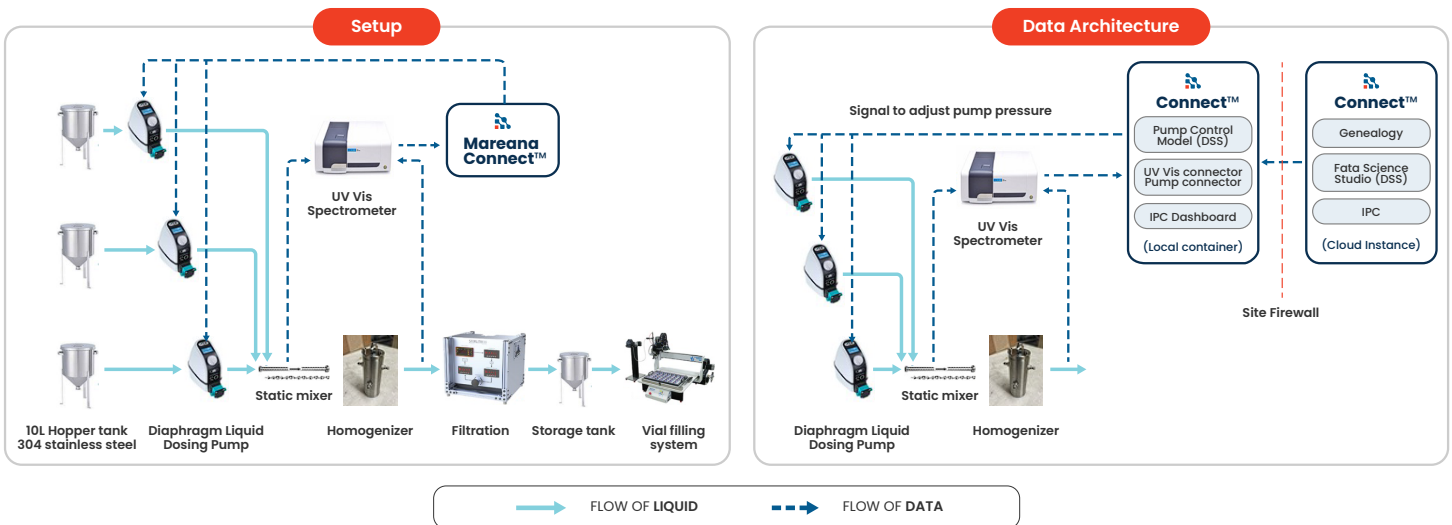 Setup
Mareana
Connect™
UV Vis
Spectrometer
Static mixer
10L Hopper tank
304 stainless steel
Diaphragm Liquid
Dosing Pump
Homogenizer
Filtration
Storage tank
Vial filling
system
Data Architecture
Signal to adjust pump pressure
UV Vis
Spectrometer
Static mixer
Diaphragm Liquid
Dosing Pump
Homogenizer
Connect™
Pump Control
Model (DSS)
UV Vis connector
Pump connector
IPC Dashboard
(Local container)
Connect™
Genealogy
Fata Science
Studio (DSS)
IPC
(Cloud Instance)
Site Firewall
FLOW OF LIQUID
FLOW OF DATA